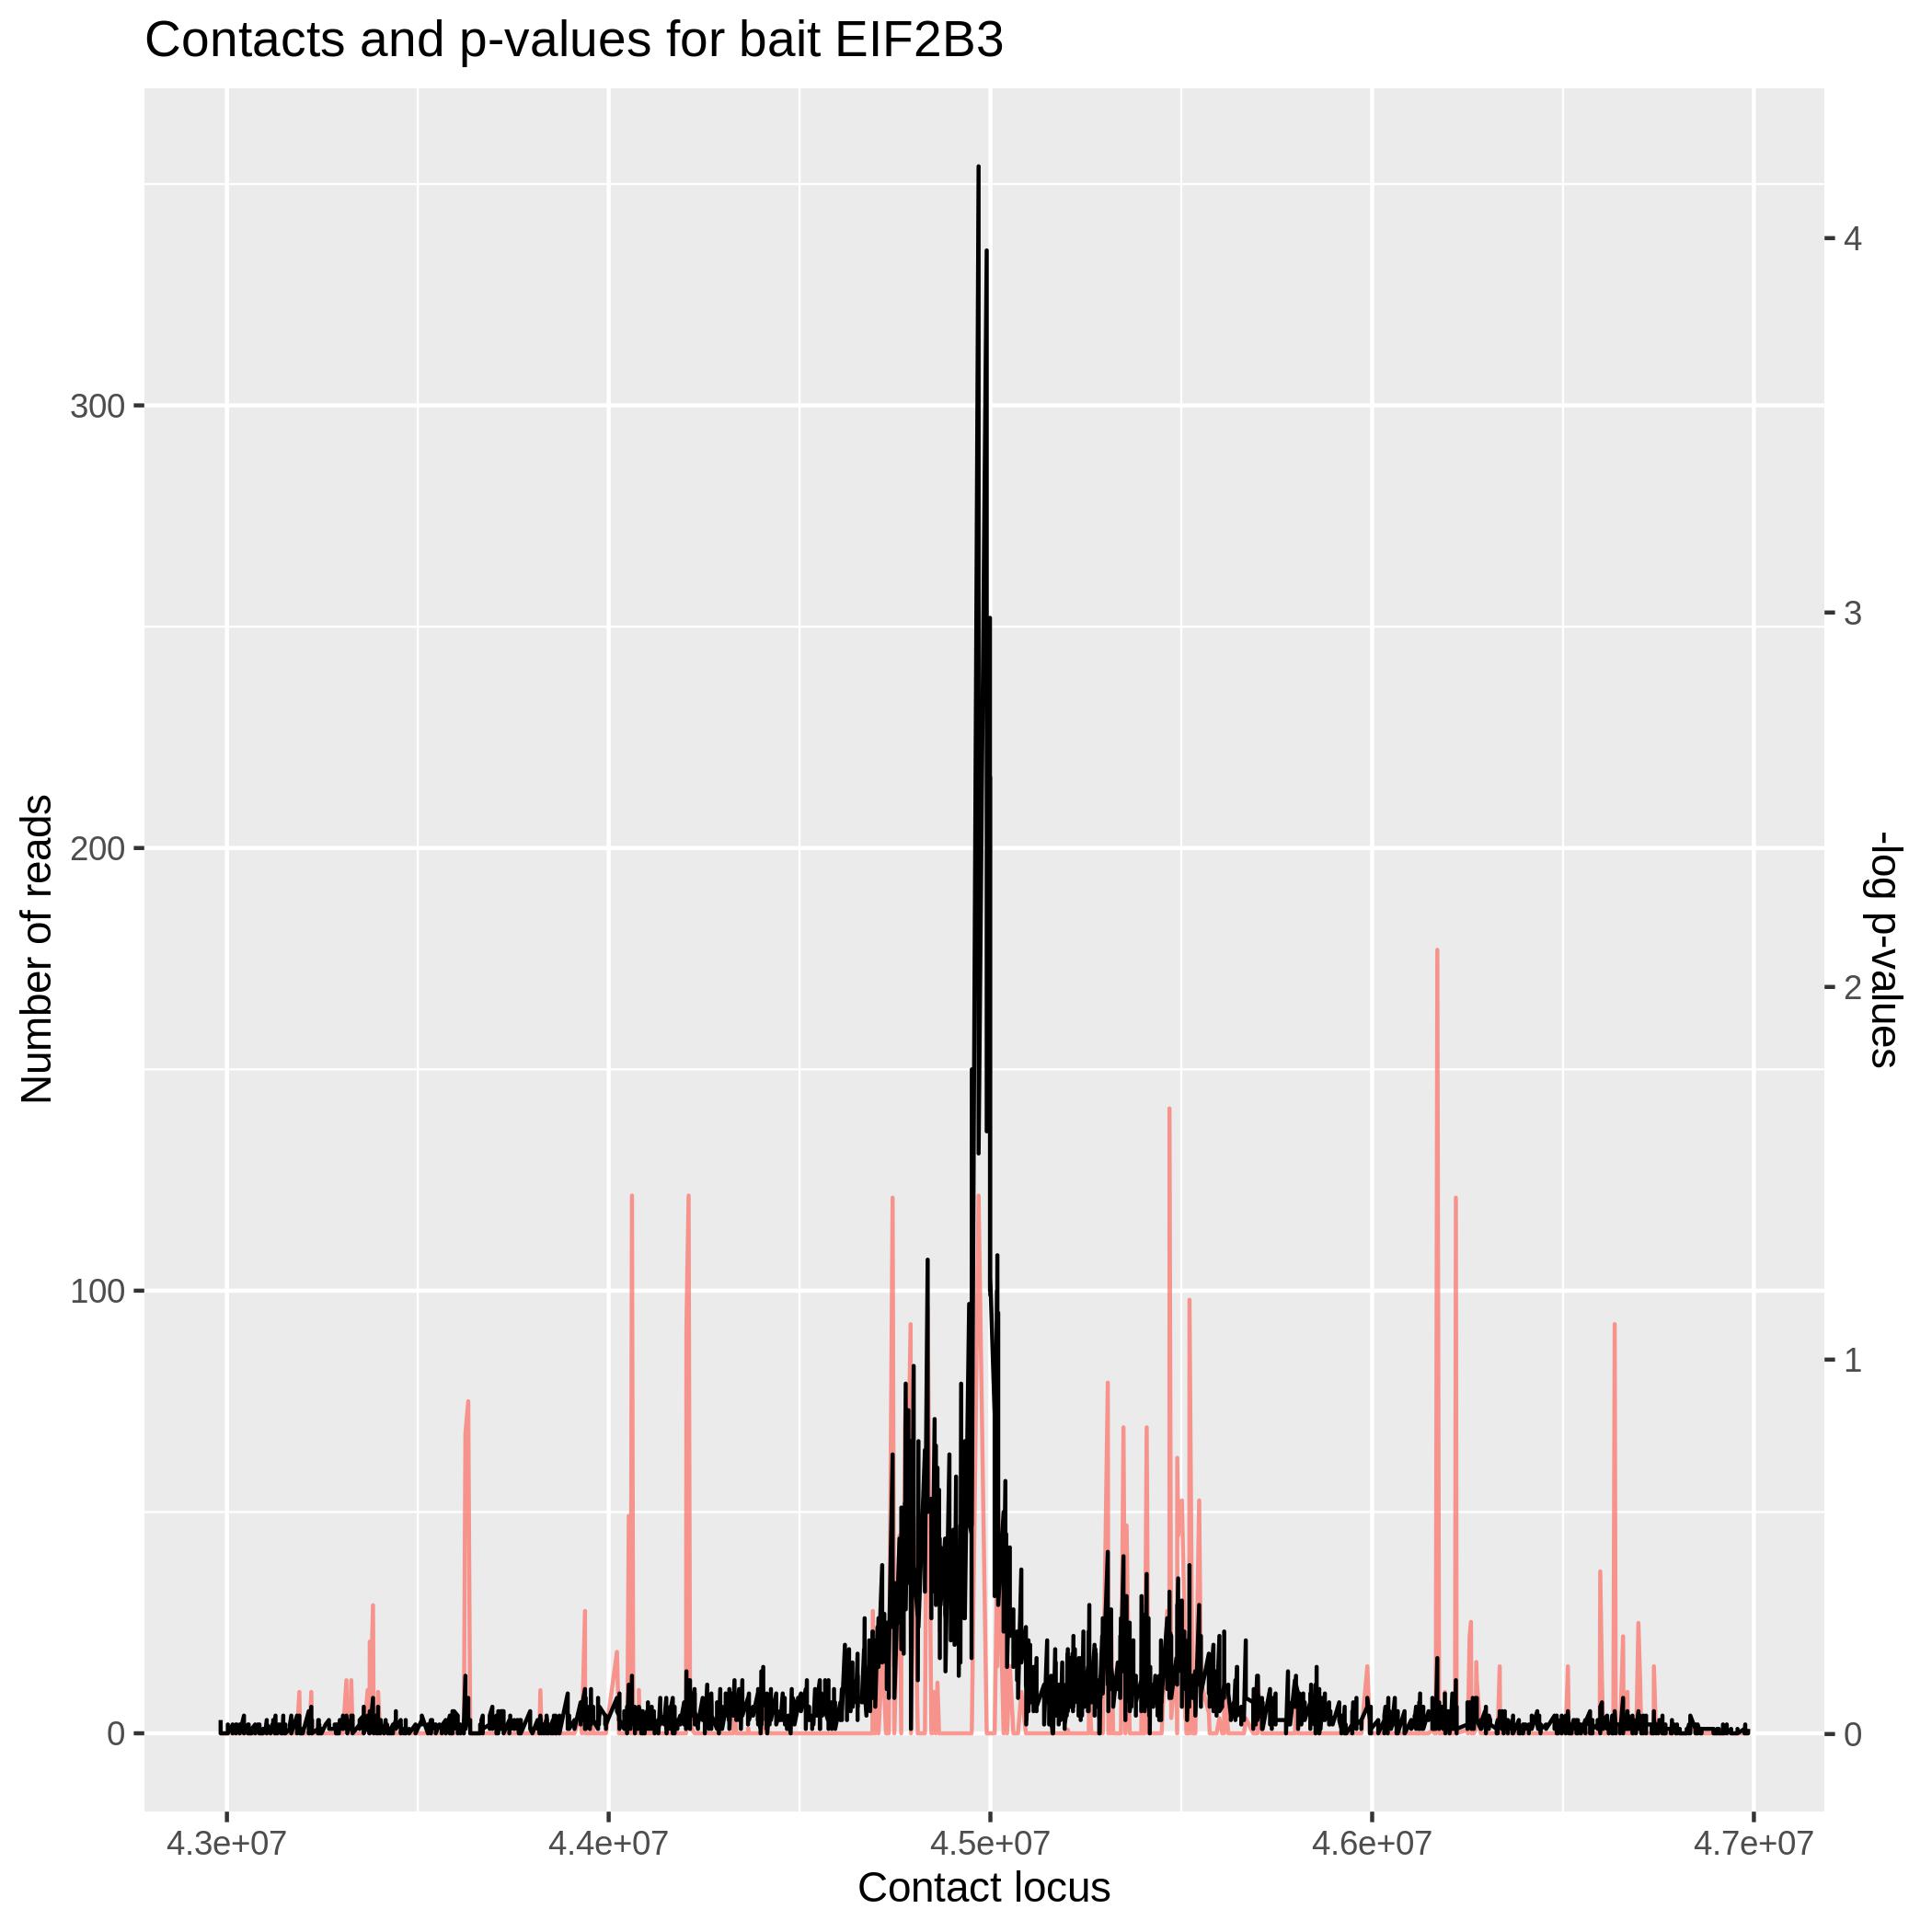 Contacts and p-values for bait EIF2B3
Number of reads
300
200
100
0
4
3
2
1
0
-log p-values
4.3e+07
4.4e+07
4.5e+07
4.6e+07
4.7e+07
Contact locus